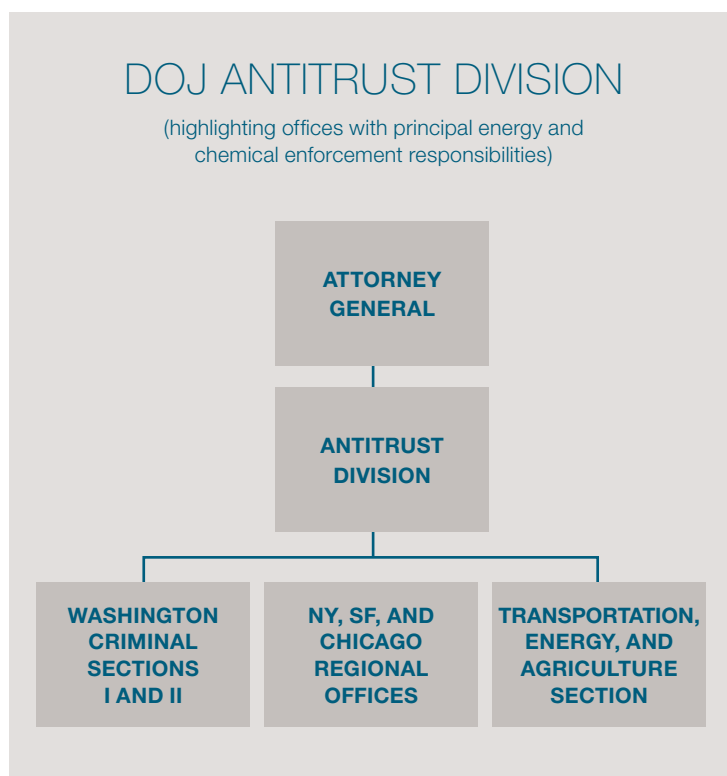 DOJ ANTITRUST DIVISION
(highlighting offices with principal energy and
chemical enforcement responsibilities)
ATTORNEY
GENERAL
ANTITRUST
DIVISION
WASHINGTON
CRIMINAL
SECTIONS
I AND II
NY, SF, AND
CHICAGO
REGIONAL
OFFICES
TRANSPORTATION,
ENERGY, AND
AGRICULTURE
SECTION